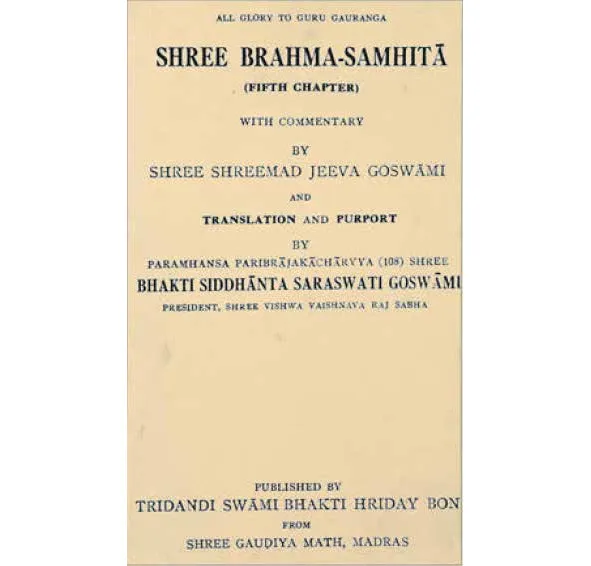 ALL GLORY TO GURU GAURANGA
SHREE BRAHMA-SAMHITĀ
(FIFTH CHAPTER)
WITH COMMENTARY
BY
SHREE SHREEMAD JEEVA GOSWĀMI
AND
TRANSLATION AND PURPORT
BY
PARAMHANSA PARIBRĀJAKĀCHĀRYYA (108) SHREE
BHAKTI SIDDHĀNTA SARASWATI GOSWĀMI
PRESIDENT, SHREE VISHWA VAISHNAVA RAJ SABHA
PUBLISHED BY
TRIDANDI SWĀMI BHAKTI HRIDAY BON
FROM
SHREE GAUḌIYA MATH, MADRAS